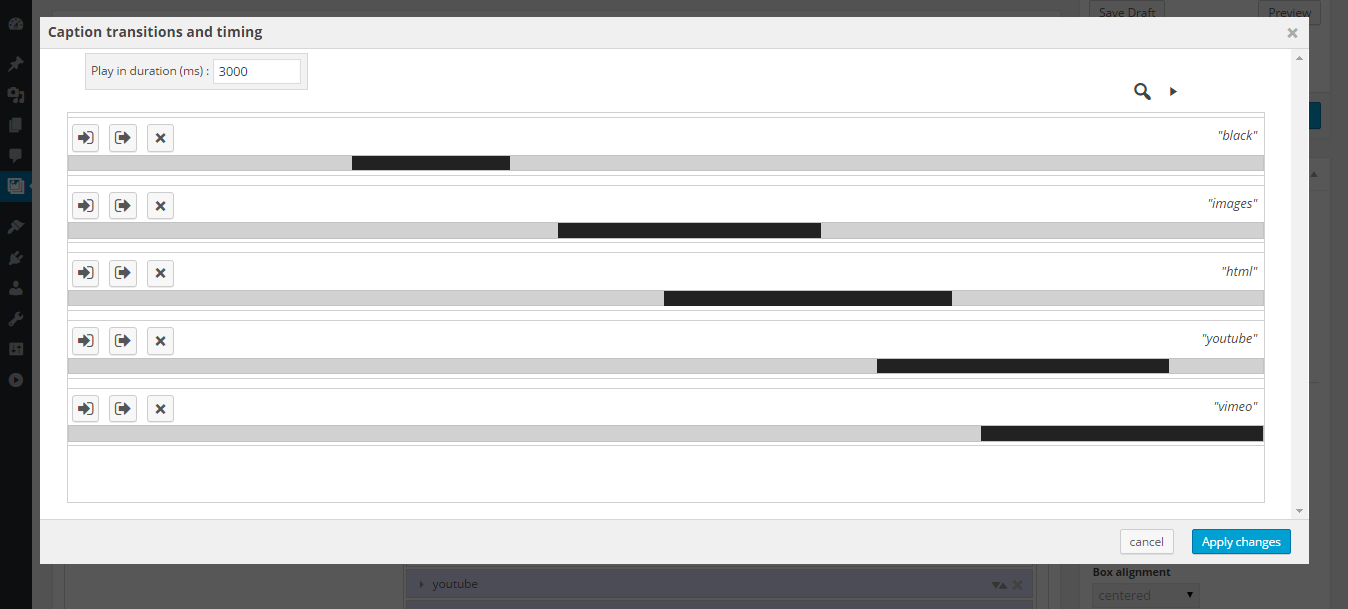 Save Draft
Preview
Caption transitions and timing
Play in duration (ms) : 3000
"black"
"images"
"html"
"youtube"
"vimeo"
cancel
Apply changes
youtube
Box alignment
centered